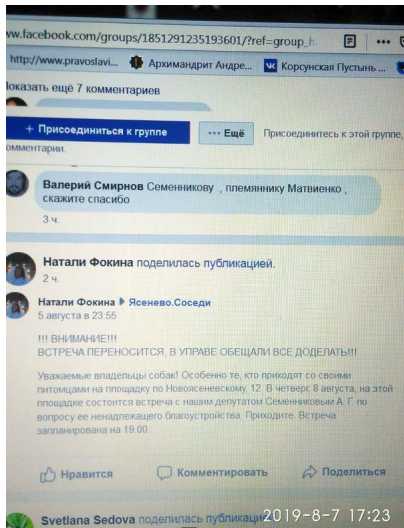 ww.facebook.com/groups/1851291235193601/?ref=group_h
http://www.pravoslavi... Архимандрит Андре... Корсунская Пустынь ...
Показать ещё 7 комментариев
+ Присоединиться к группе ••• Ещё Присоединитесь к этой группе,
омментарии.
Валерий Смирнов Семенникову , племяннику Матвиенко ,
скажите спасибо
3 ч.
Натали Фокина поделилась публикацией.
2 ч.
Натали Фокина ▸ Ясенево.Соседи
5 августа в 23:55
!!! ВНИМАНИЕ!!!
ВСТРЕЧА ПЕРЕНОСИТСЯ, В УПРАВЕ ОБЕЩАЛИ ВСЕ ДОДЕЛАТЬ!!!
Уважаемые владельцы собак! Особенно те, кто приходят со своими
питомцами на площадку по Новоясеневскому, 12. В четверг, 8 августа, на этой
площадке состоится встреча с нашим депутатом Семенниковым А. Г. по
вопросу ее ненадлежащего благоустройства. Приходите. Встреча
запланирована на 19.00.
Нравится Комментировать Поделиться
Svetlana Sedova поделилась публикацией
2019-8-7 17:23